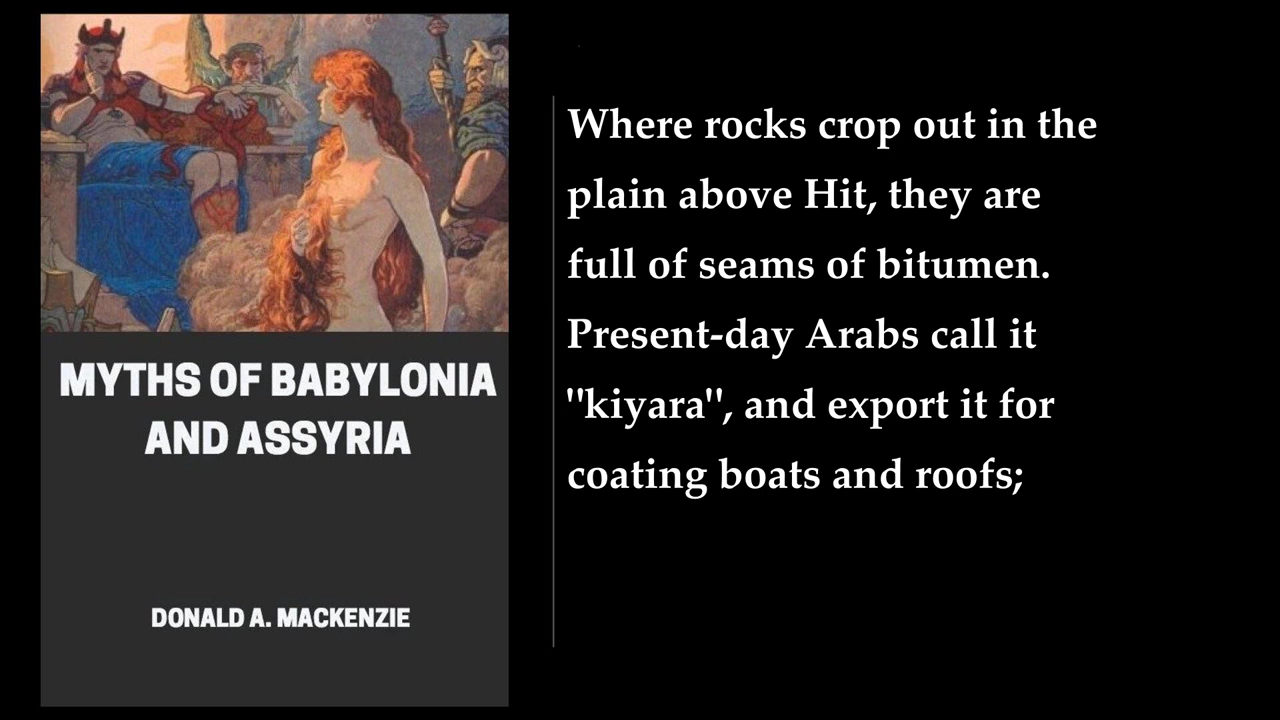 MYTHS OF BABYLONIA
AND ASSYRIA
DONALD A. MACKENZIE
Where rocks crop out in the
plain above Hit, they are
full of seams of bitumen.
Present-day Arabs call it
"kiyara", and export it for
coating boats and roofs;